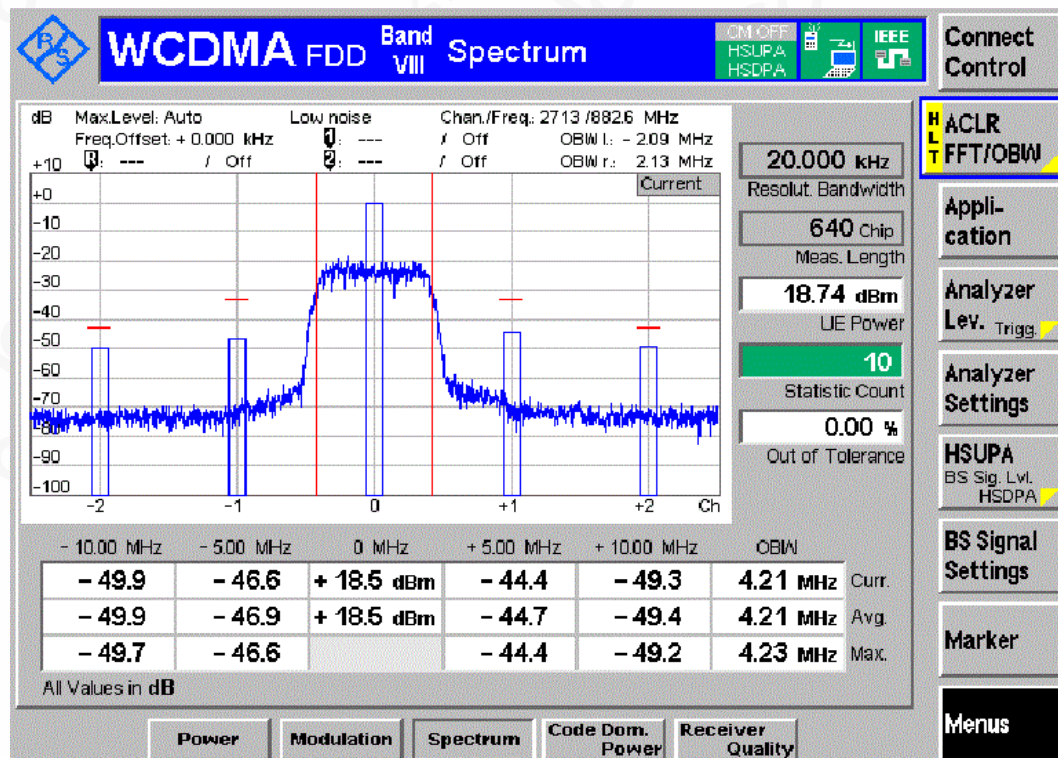 R&S
WCDMA FDD Band VIII Spectrum
CM OFF
HSUPA
HSDPA
IEEE
Connect
Control
dB Max.Level: Auto Low noise Chan./Freq.: 2713 /882.6 MHz
Freq.Offset: + 0.000 kHz 1: --- / Off OBW l.: - 2.09 MHz
R: --- / Off 2: --- / Off OBW r.: 2.13 MHz
Current
+10
+0
-10
-20
-30
-40
-50
-60
-70
-80
-90
-100
-2 -1 0 +1 +2 Ch
20.000 kHz
Resolut. Bandwidth
640 Chip
Meas. Length
18.74 dBm
UE Power
10
Statistic Count
0.00 %
Out of Tolerance
- 10.00 MHz - 5.00 MHz 0 MHz + 5.00 MHz + 10.00 MHz OBW
- 49.9 - 46.6 + 18.5 dBm - 44.4 - 49.3 4.21 MHz Curr.
- 49.9 - 46.9 + 18.5 dBm - 44.7 - 49.4 4.21 MHz Avg.
- 49.7 - 46.6 - 44.4 - 49.2 4.23 MHz Max.
All Values in dB
HLT
ACLR
FFT/OBW
Appli-
cation
Analyzer
Lev. Trigg.
Analyzer
Settings
HSUPA
BS Sig. Lvl.
HSDPA
BS Signal
Settings
Marker
Menus
Power
Modulation
Spectrum
Code Dom.
Power
Receiver
Quality